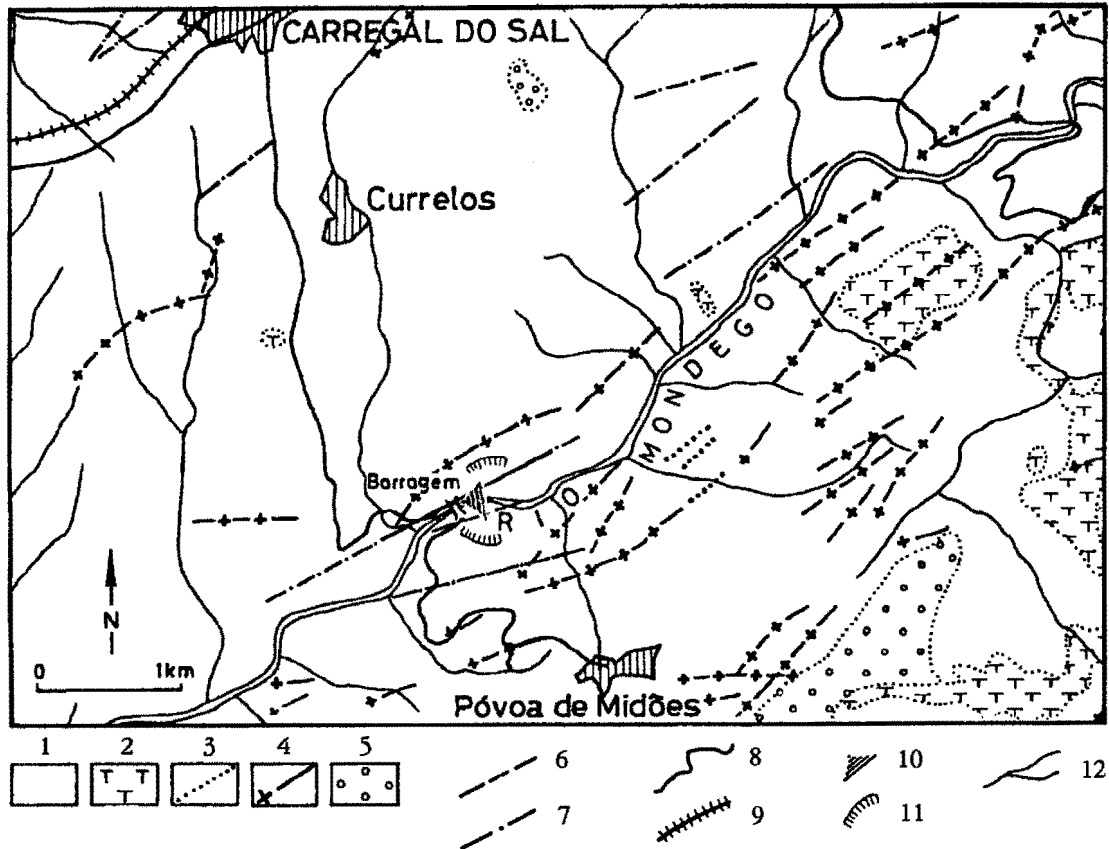 CARREGAL DO SAL
Currelos
RIO MONDEGO
Barragem
N
0 1km
Póvoa de Midões
1 2 3 4 5 6 8 10 12
7 9 11